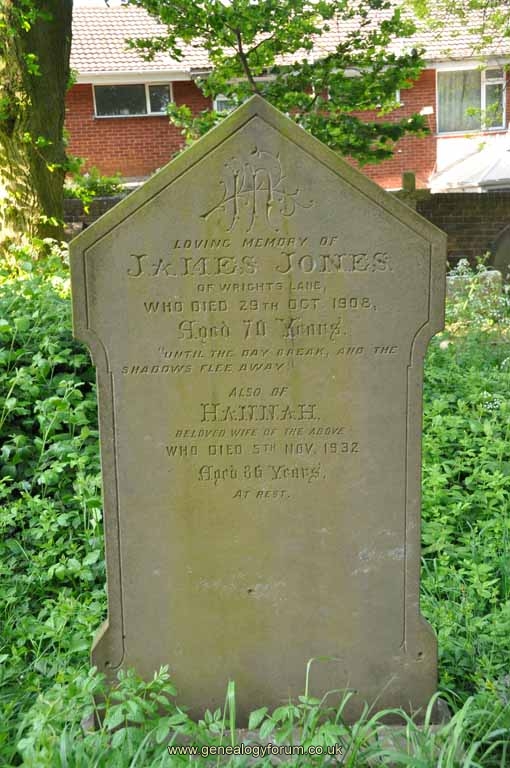 IN
LOVING MEMORY OF
JAMES JONES
OF WRIGHTS LANE,
WHO DIED 29TH OCT. 1908,
Aged 70 Years.
"UNTIL THE DAY BREAK, AND THE
SHADOWS FLEE AWAY."
ALSO OF
HANNAH,
BELOVED WIFE OF THE ABOVE
WHO DIED 5TH NOV. 1932
Aged 86 Years.
AT REST.
www.genealogyforum.co.uk